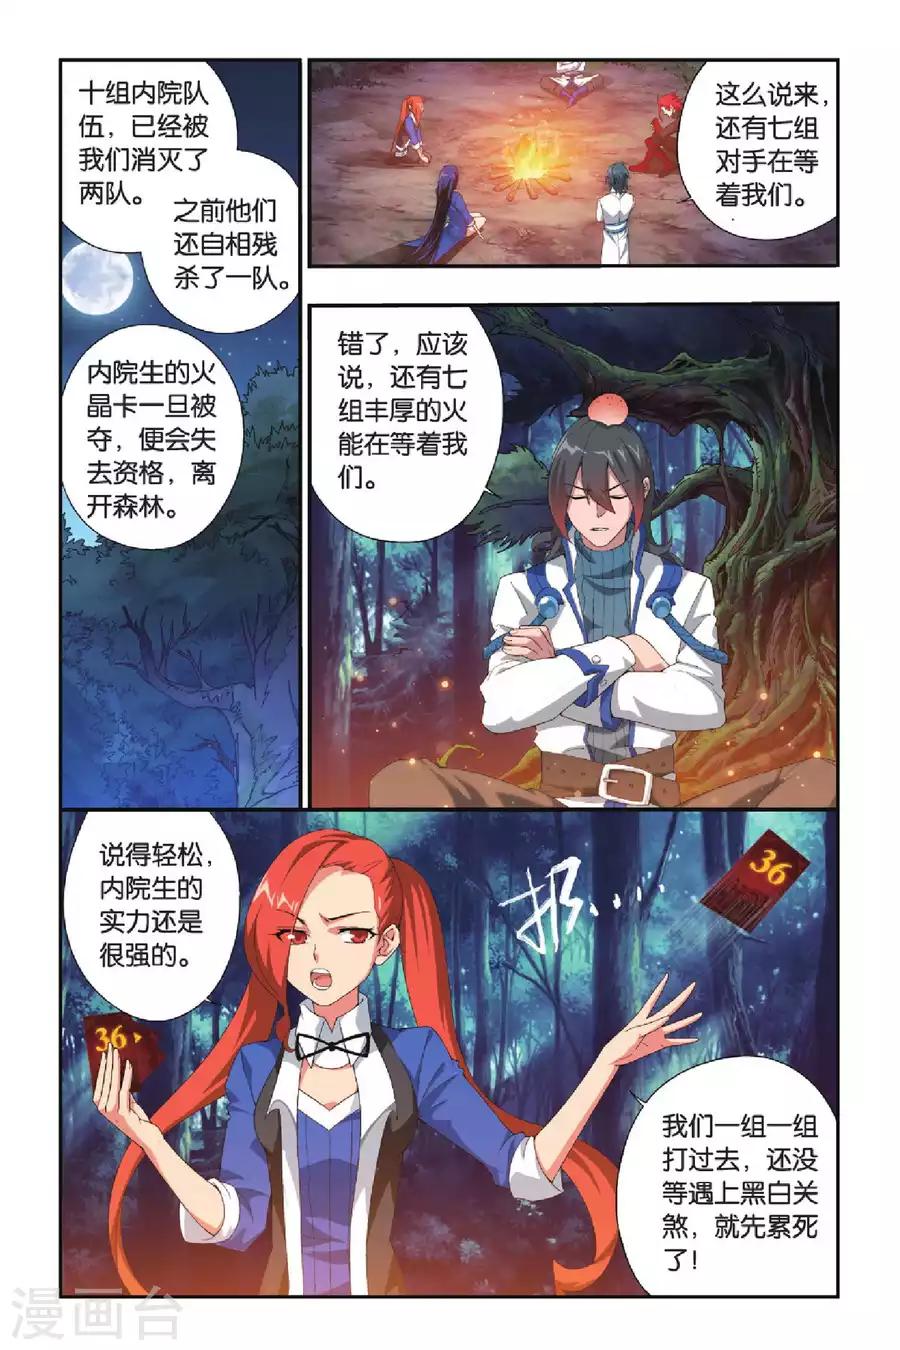 十组内院队
伍，已经被
我们消灭了
两队。
之前他们
还自相残
杀了一队。
内院生的火
晶卡一旦被
夺，便会失
去资格，离
开森林。
这么说来，
还有七组
对手在等
着我们。
错了，应该
说，还有七
组丰厚的火
能在等着我
们。
说得轻松，
内院生的
实力还是
很强的。
扔……
36
36
我们一组一组
打过去，还没
等遇上黑白关
煞，就先累死
了！
漫画台